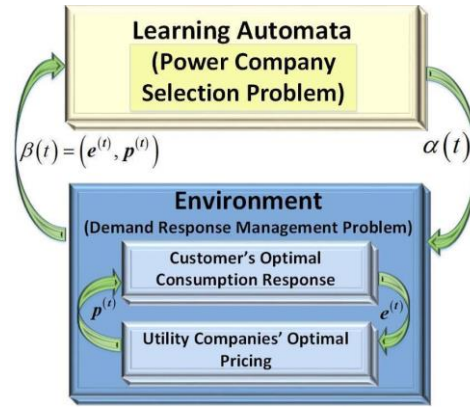 Learning Automata
(Power Company
Selection Problem)
β(t) = (e^(t), p^(t))
α(t)
Environment
(Demand Response Management Problem)
Customer's Optimal
Consumption Response
p^(t)
e^(t)
Utility Companies' Optimal
Pricing